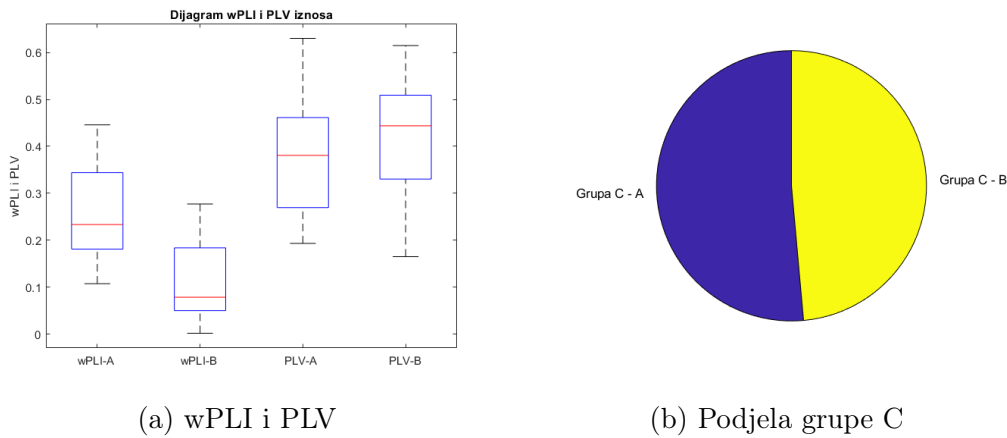 Dijagram wPLI i PLV iznosa
wPLI i PLV
0.6
0.5
0.4
0.3
0.2
0.1
0
wPLI-A
wPLI-B
PLV-A
PLV-B
Grupa C - A
Grupa C - B
(a) wPLI i PLV
(b) Podjela grupe C